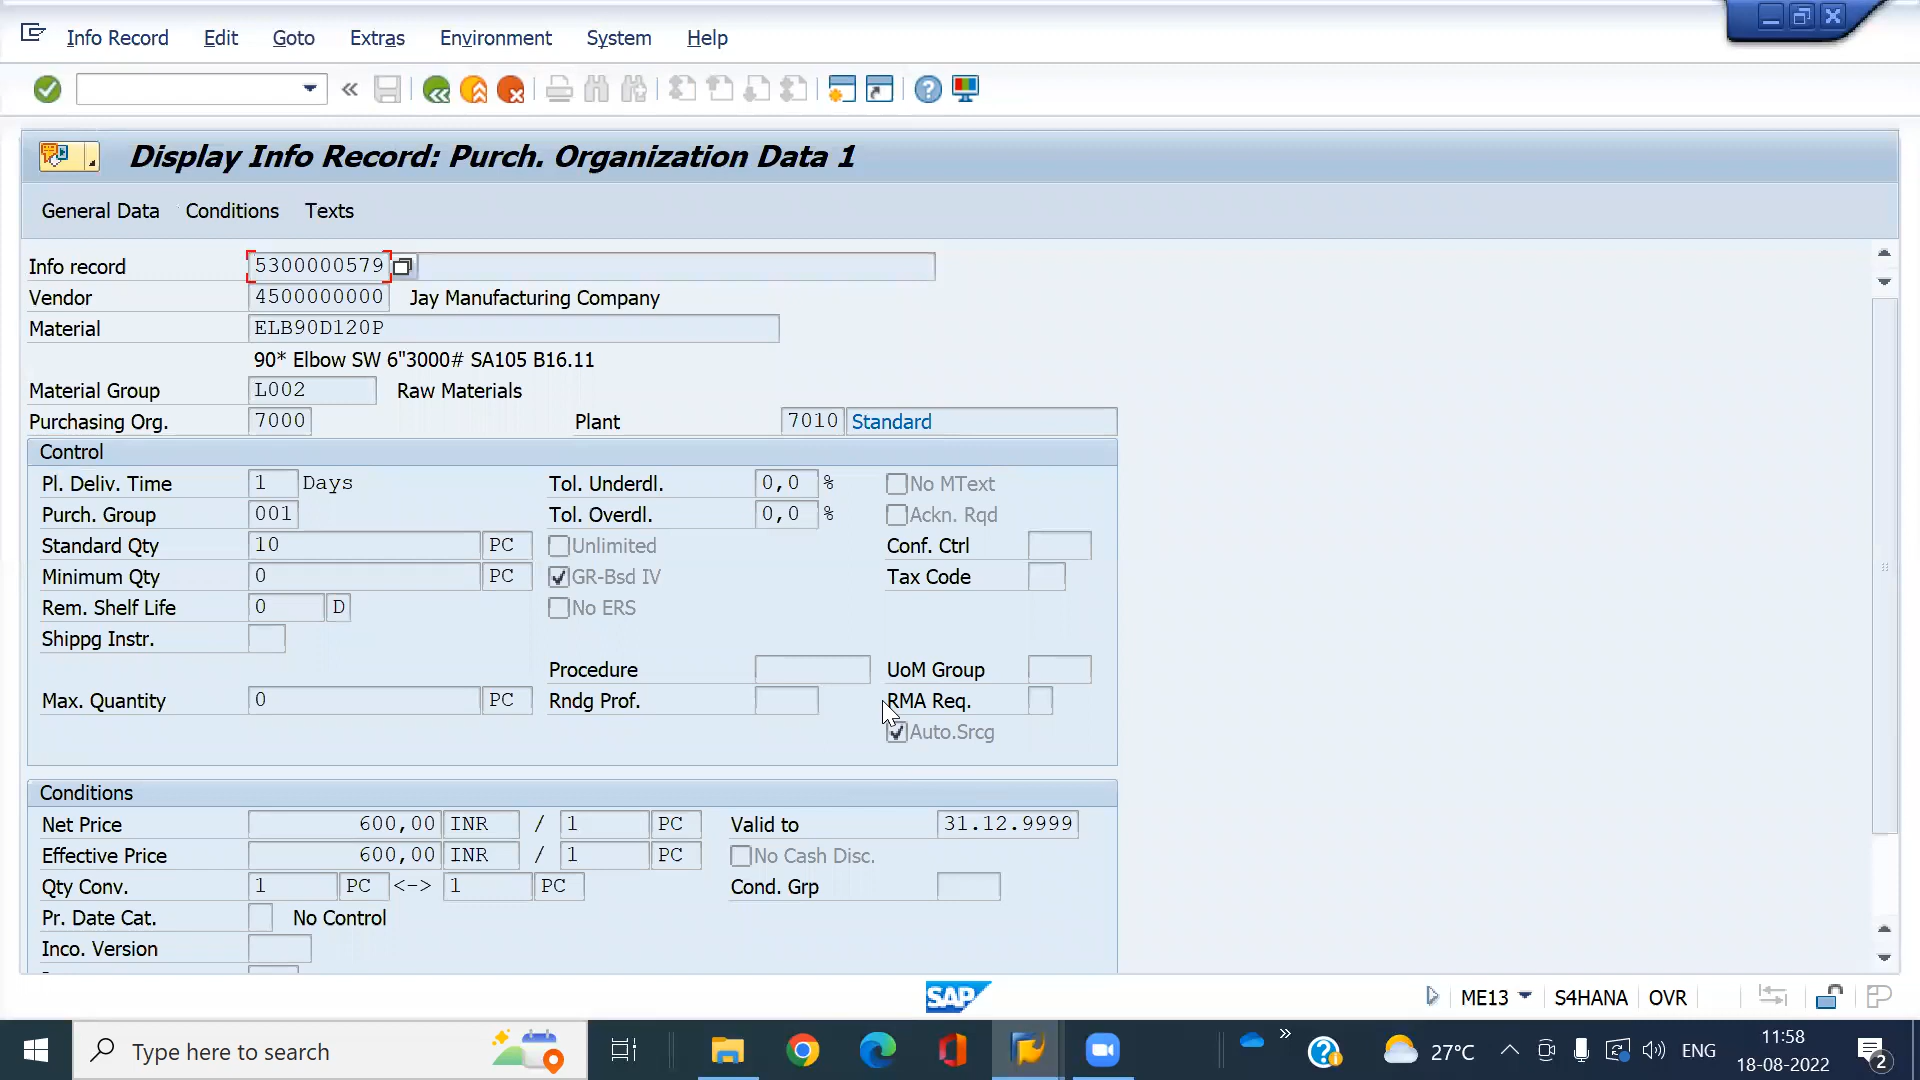 Info Record Edit Goto Extras Environment System Help
Display Info Record: Purch. Organization Data 1
General Data Conditions Texts
Info record 5300000579
Vendor 4500000000 Jay Manufacturing Company
Material ELB90D120P
90* Elbow SW 6"3000# SA105 B16.11
Material Group L002 Raw Materials
Purchasing Org. 7000 Plant 7010 Standard
Control
Pl. Deliv. Time 1 Days Tol. Underdl. 0,0 % No MText
Purch. Group 001 Tol. Overdl. 0,0 % Ackn. Rqd
Standard Qty 10 PC Unlimited Conf. Ctrl
Minimum Qty 0 PC GR-Bsd IV Tax Code
Rem. Shelf Life 0 D No ERS
Shippg Instr.
Procedure UoM Group
Max. Quantity 0 PC Rndg Prof. RMA Req.
Auto.Srcg
Conditions
Net Price 600,00 INR / 1 PC Valid to 31.12.9999
Effective Price 600,00 INR / 1 PC No Cash Disc.
Qty Conv. 1 PC <-> 1 PC Cond. Grp
Pr. Date Cat. No Control
Inco. Version
SAP ME13 S4HANA OVR
Type here to search 27°C ENG 11:58
18-08-2022 2